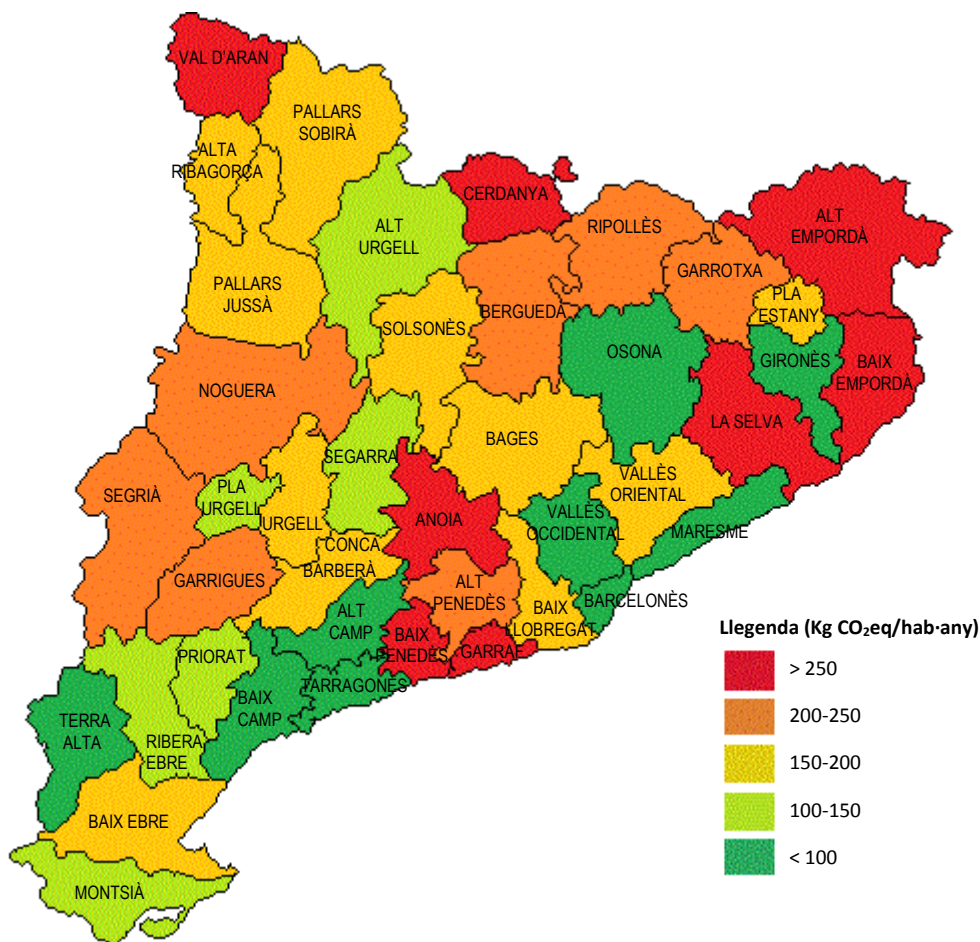 VAL D'ARAN
PALLARS
SOBIRÀ
ALTA
RIBAGORÇA
CERDANYA
ALT
URGELL
RIPOLLÈS
ALT
EMPORDÀ
GARROTXA
PALLARS
JUSSÀ
PLA
ESTANY
BERGUEDÀ
SOLSONÈS
OSONA
GIRONÈS
BAIX
EMPORDÀ
NOGUERA
LA SELVA
BAGES
SEGARRA
VALLÈS
ORIENTAL
SEGRIÀ
PLA
URGELL
URGELL
ANOIA
VALLÈS
OCCIDENTAL
MARESME
CONCA
BARBERÀ
GARRIGUES
ALT
PENEDÈS
BARCELONÈS
BAIX
LLOBREGAT
ALT
CAMP
BAIX
PENEDÈS
GARRAF
PRIORAT
TARRAGONÈS
BAIX
CAMP
TERRA
ALTA
RIBERA
EBRE
BAIX EBRE
MONTSIÀ
Llegenda (Kg CO₂eq/hab·any)
> 250
200-250
150-200
100-150
< 100